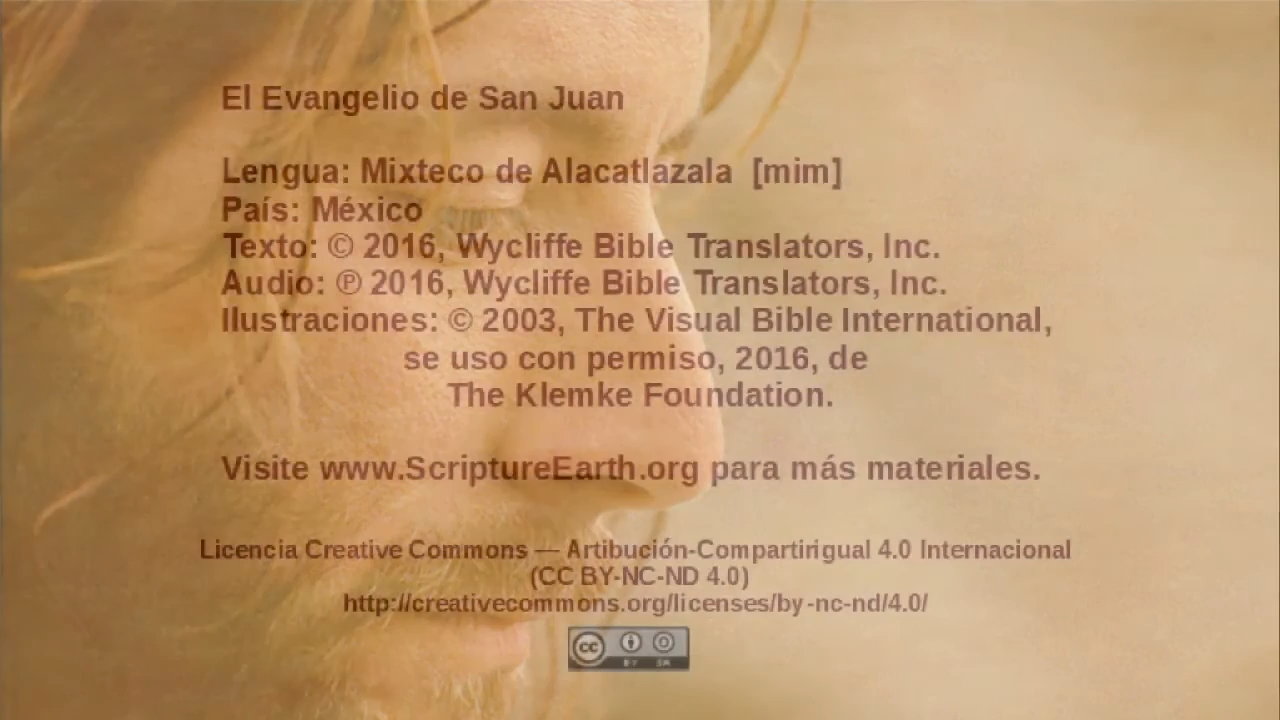 El Evangelio de San Juan
Lengua: Mixteco de Alacatlazala [mim]
País: México
Texto: © 2016, Wycliffe Bible Translators, Inc.
Audio: ℗ 2016, Wycliffe Bible Translators, Inc.
Ilustraciones: © 2003, The Visual Bible International,
se uso con permiso, 2016, de
The Klemke Foundation.
Visite www.ScriptureEarth.org para más materiales.
Licencia Creative Commons — Artibución-Compartirigual 4.0 Internacional
(CC BY-NC-ND 4.0)
http://creativecommons.org/licenses/by-nc-nd/4.0/
cc BY SA